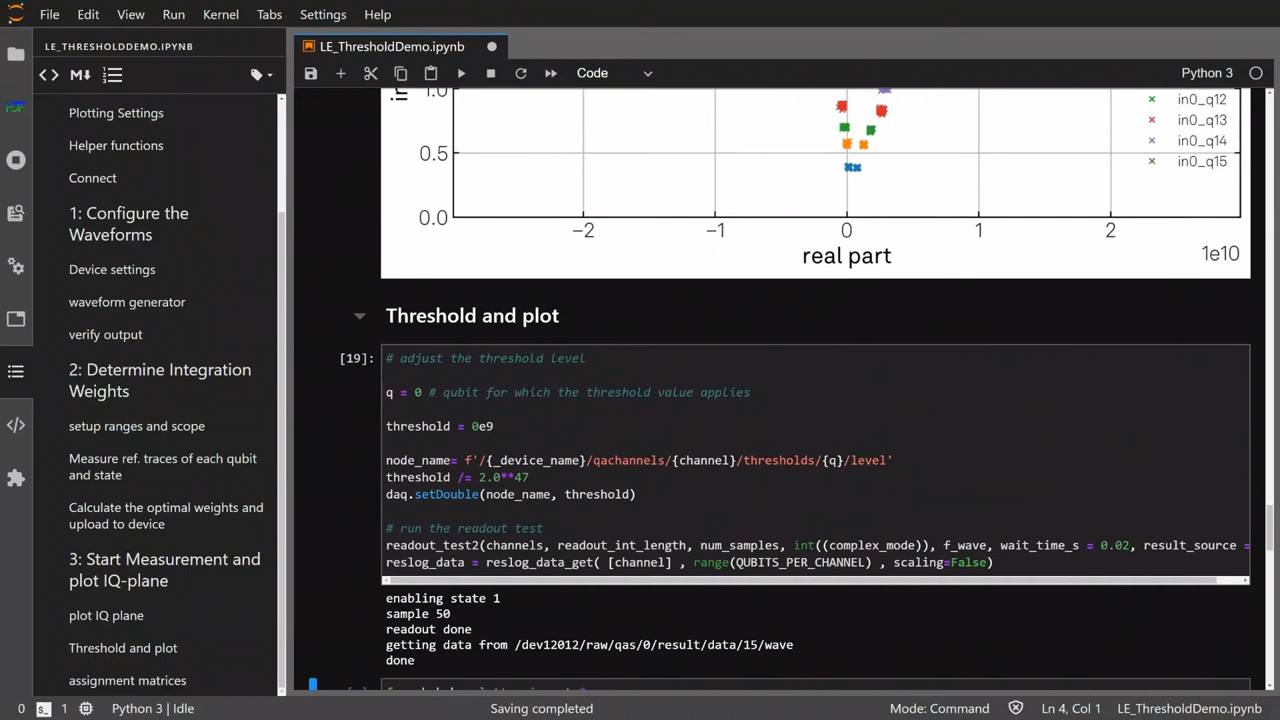 File Edit View Run Kernel Tabs Settings Help
LE_THRESHOLDDEMO.IPYNB
LE_ThresholdDemo.ipynb
Code
Python 3
Plotting Settings
Helper functions
Connect
1: Configure the
Waveforms
Device settings
waveform generator
verify output
2: Determine Integration
Weights
setup ranges and scope
Measure ref. traces of each qubit
and state
Calculate the optimal weights and
upload to device
3: Start Measurement and
plot IQ-plane
plot IQ plane
Threshold and plot
assignment matrices
1.0
0.5
0.0
−2 −1 0 1 2
real part
1e10
in0_q12
in0_q13
in0_q14
in0_q15
Threshold and plot
[19]:
# adjust the threshold level
q = 0 # qubit for which the threshold value applies
threshold = 0e9
node_name= f'/{_device_name}/qachannels/{channel}/thresholds/{q}/level'
threshold /= 2.0**47
daq.setDouble(node_name, threshold)
# run the readout test
readout_test2(channels, readout_int_length, num_samples, int((complex_mode)), f_wave, wait_time_s = 0.02, result_source =
reslog_data = reslog_data_get( [channel] , range(QUBITS_PER_CHANNEL) , scaling=False)
enabling state 1
sample 50
readout done
getting data from /dev12012/raw/qas/0/result/data/15/wave
done
0 1 Python 3 | Idle Saving completed Mode: Command Ln 4, Col 1 LE_ThresholdDemo.ipynb